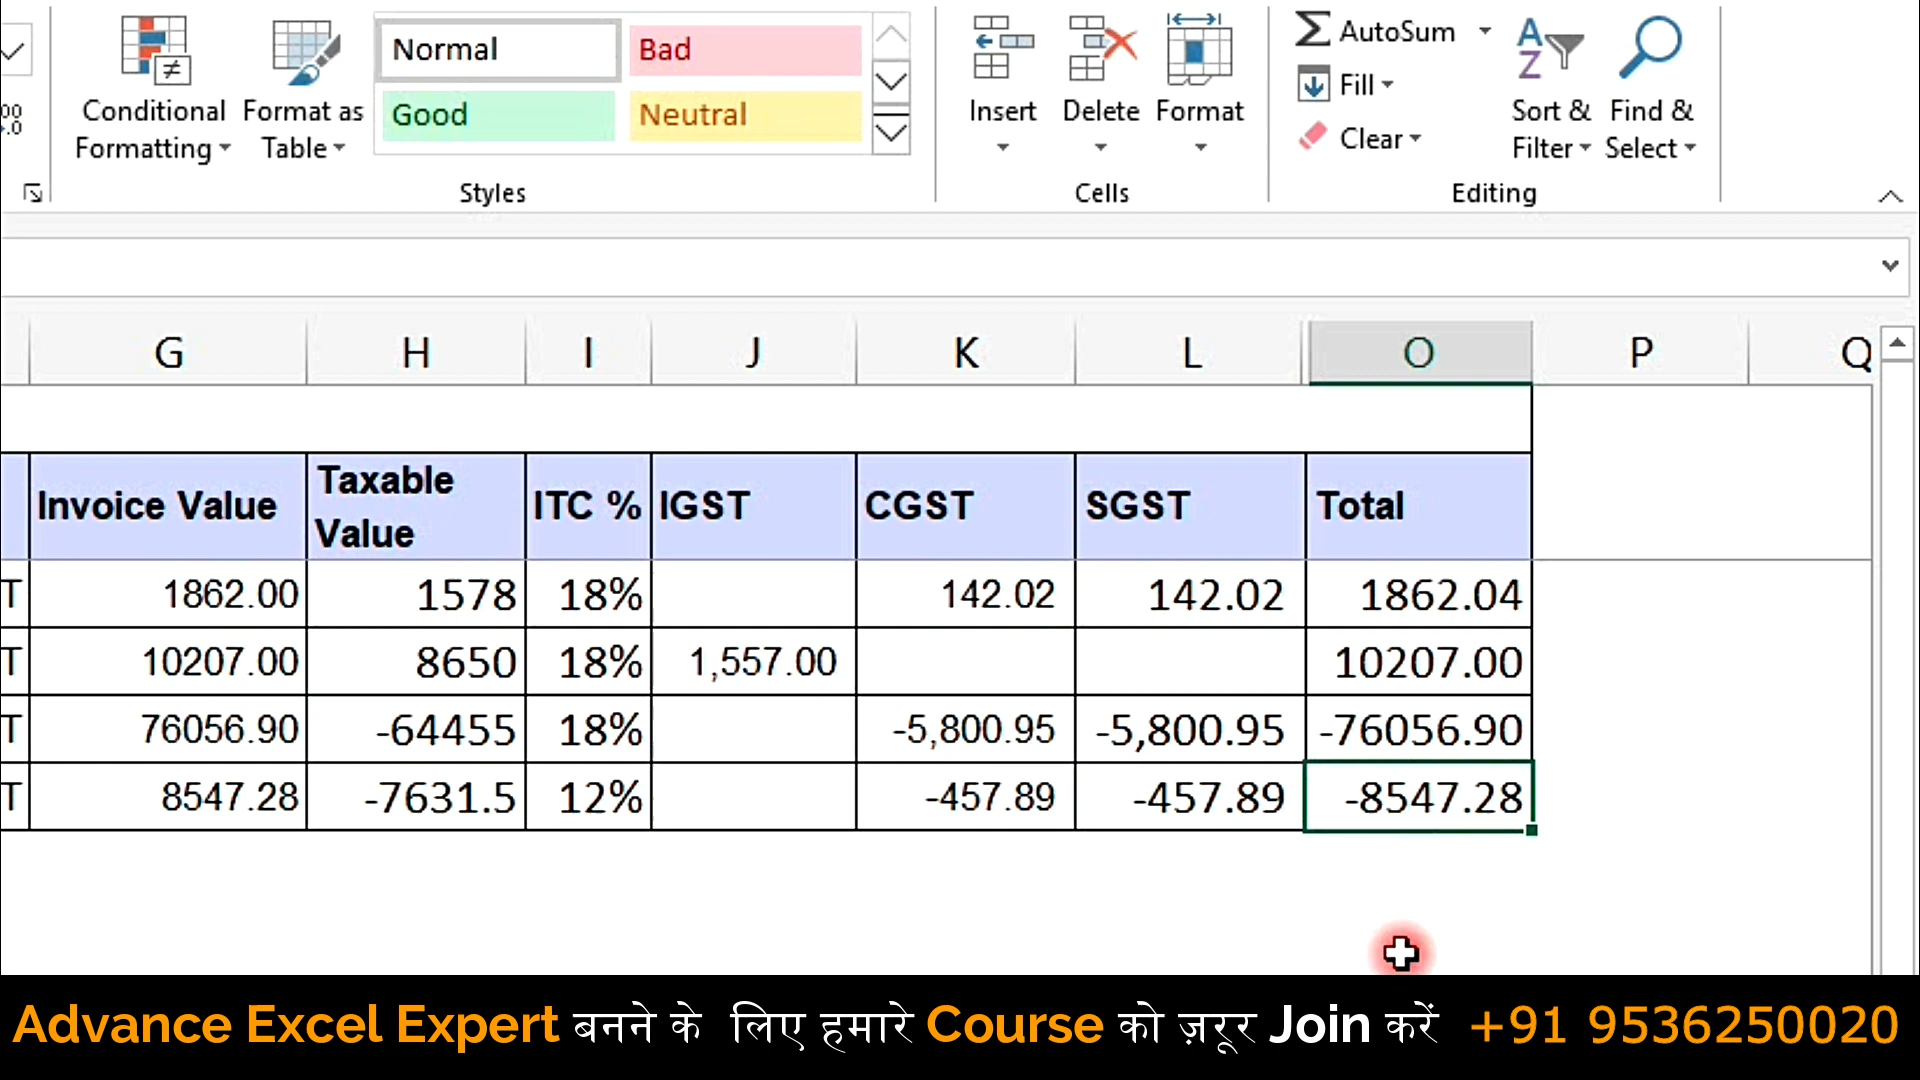 Normal Bad AutoSum
Fill
Conditional Format as Good Neutral Insert Delete Format Sort & Find &
Formatting Table Clear Filter Select
Styles Cells Editing
G H I J K L O P Q
Invoice Value Taxable Value ITC % IGST CGST SGST Total
T 1862.00 1578 18% 142.02 142.02 1862.04
T 10207.00 8650 18% 1,557.00 10207.00
T 76056.90 -64455 18% -5,800.95 -5,800.95 -76056.90
T 8547.28 -7631.5 12% -457.89 -457.89 -8547.28
Advance Excel Expert बनने के लिए हमारे Course को ज़रूर Join करें +91 9536250020